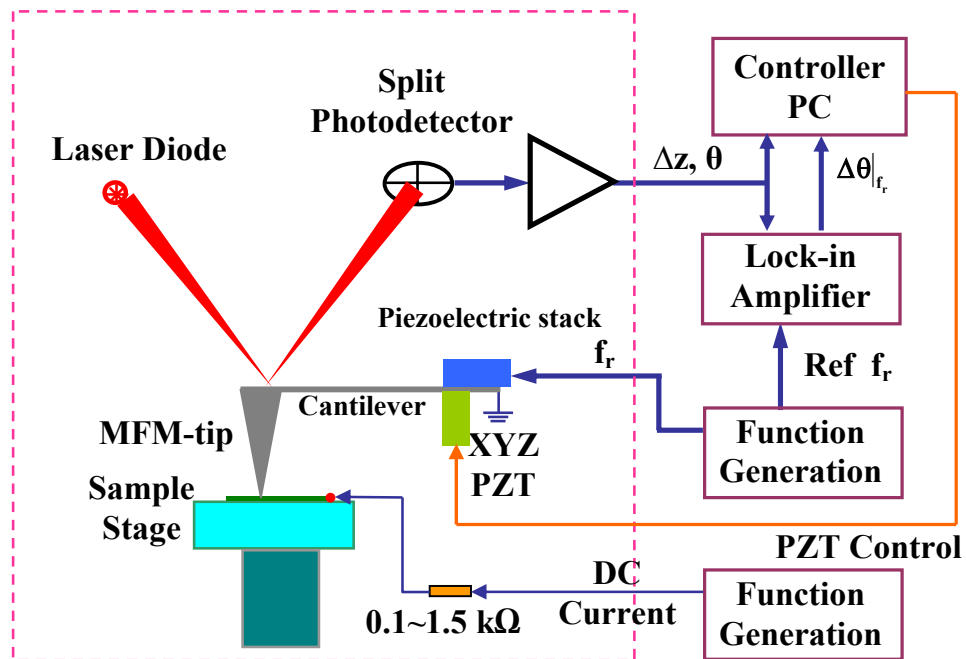 Split
Photodetector
Laser Diode
Controller
PC
Δz, θ
Δθ|fᵣ
Lock-in
Amplifier
Piezoelectric stack
fᵣ
Ref fᵣ
Cantilever
MFM-tip
XYZ
PZT
Function
Generation
Sample
Stage
PZT Control
DC
Current
0.1~1.5 kΩ
Function
Generation